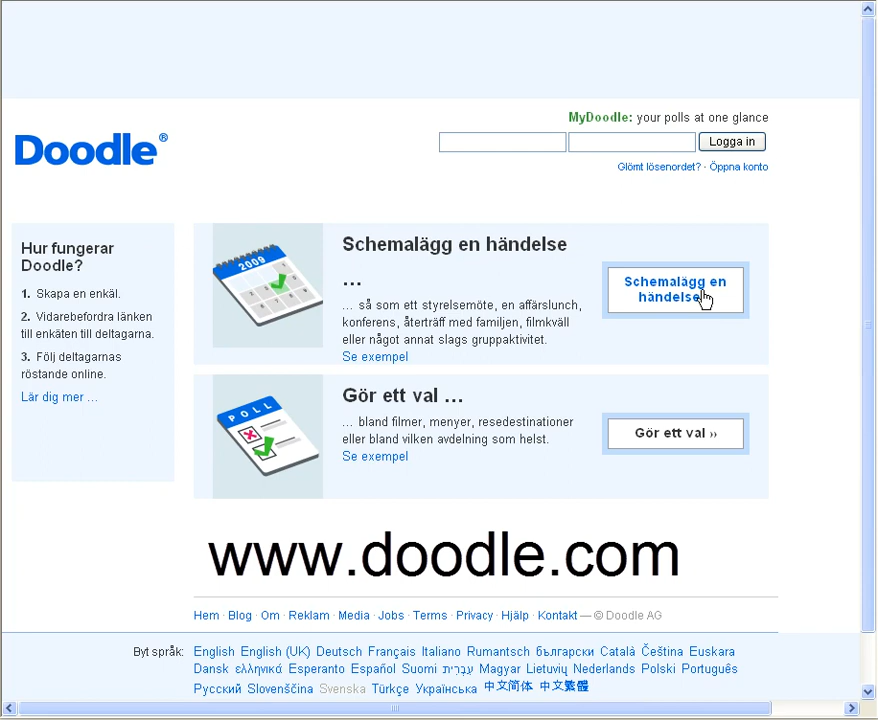 MyDoodle: your polls at one glance
Doodle®
Logga in
Glömt lösenordet? · Öppna konto
Hur fungerar
Doodle?
1. Skapa en enkäl.
2. Vidarebefordra länken
till enkäten till deltagarna.
3. Följ deltagarnas
röstande online.
Lär dig mer ...
2009
Schemalägg en händelse
...
... så som ett styrelsemöte, en affärslunch,
konferens, återträff med familjen, filmkväll
eller något annat slags gruppaktivitet.
Se exempel
Schemalägg en
händelse
POLL
Gör ett val ...
... bland filmer, menyer, resedestinationer
eller bland vilken avdelning som helst.
Se exempel
Gör ett val ››
www.doodle.com
Hem · Blog · Om · Reklam · Media · Jobs · Terms · Privacy · Hjälp · Kontakt — © Doodle AG
Byt språk: English English (UK) Deutsch Français Italiano Rumantsch български Català Čeština Euskara
Dansk ελληνικά Esperanto Español Suomi עברית Magyar Lietuvių Nederlands Polski Português
Русский Slovenščina Svenska Türkçe Українська 中文简体 中文繁體